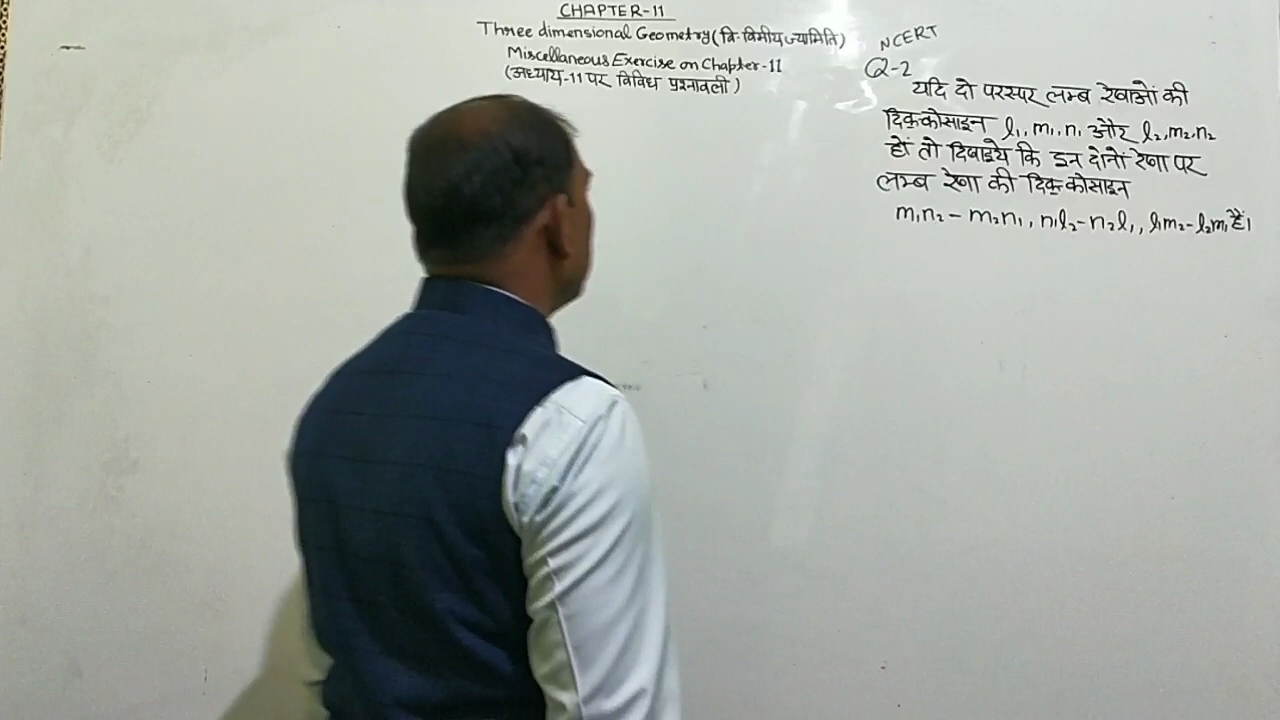 CHAPTER-11
Three dimensional Geometry (त्रि-विमीय ज्यामिति)
Miscellaneous Exercise on Chapter-11
(अध्याय-11 पर विविध प्रश्नावली)
NCERT
Q-2
यदि दो परस्पर लम्ब रेखाओं की
दिक्-कोसाइन l₁, m₁, n₁ और l₂, m₂, n₂
हों तो दिखाइये कि इन दोनों रेखा पर
लम्ब रेखा की दिक्-कोसाइन
m₁n₂ - m₂n₁, n₁l₂ - n₂l₁, l₁m₂ - l₂m₁ हैं।